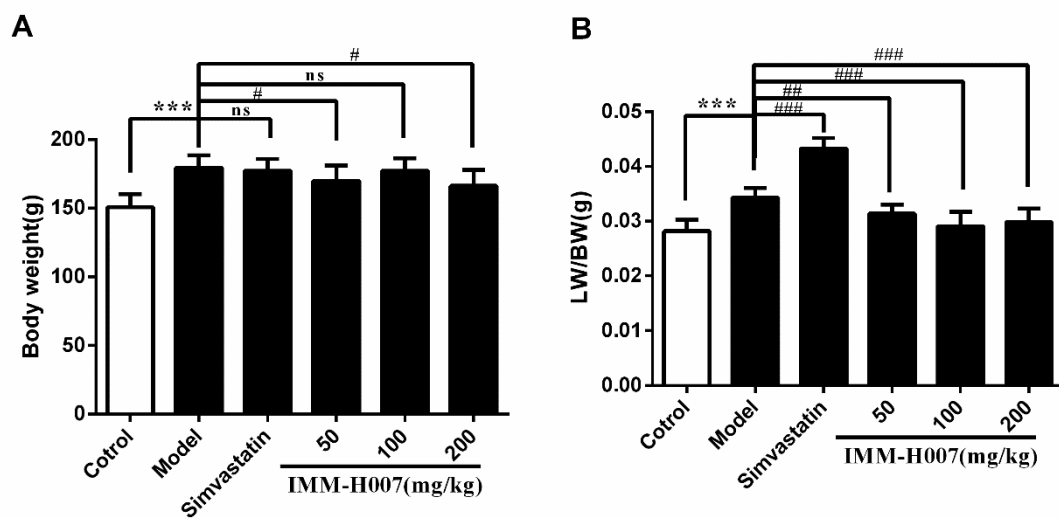 A
#
ns
#
***
ns
200
150
100
50
0
Body weight(g)
Cotrol
Model
Simvastatin
50
100
200
IMM-H007(mg/kg)
B
###
###
##
***
###
0.05
0.04
0.03
0.02
0.01
0.00
LW/BW(g)
Cotrol
Model
Simvastatin
50
100
200
IMM-H007(mg/kg)